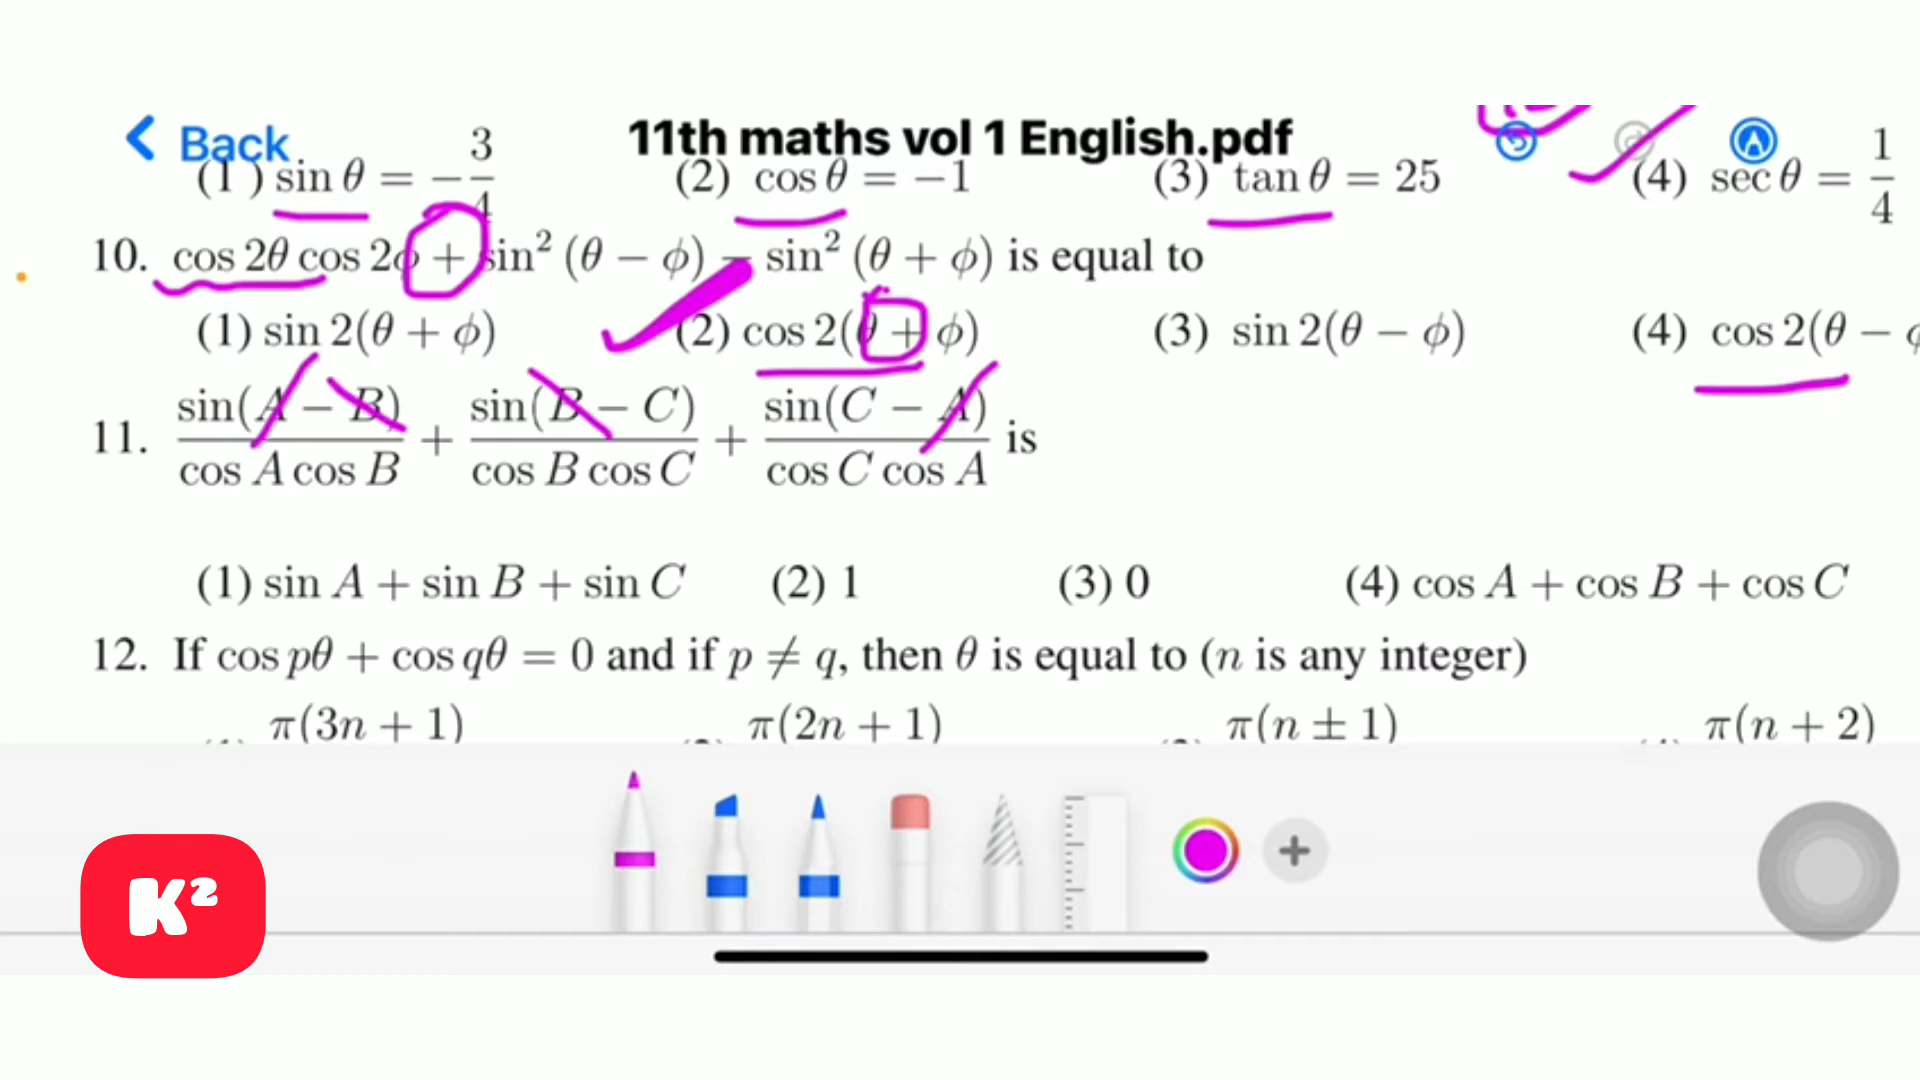 Back
11th maths vol 1 English.pdf
(1) sin θ = −3/4 (2) cos θ = −1 (3) tan θ = 25 (4) sec θ = 1/4
10. cos 2θ cos 2φ + sin² (θ − φ) − sin² (θ + φ) is equal to
(1) sin 2(θ + φ) (2) cos 2(θ + φ) (3) sin 2(θ − φ) (4) cos 2(θ − φ
11. sin(A − B)/cos A cos B + sin(B − C)/cos B cos C + sin(C − A)/cos C cos A is
(1) sin A + sin B + sin C (2) 1 (3) 0 (4) cos A + cos B + cos C
12. If cos pθ + cos qθ = 0 and if p ≠ q, then θ is equal to (n is any integer)
π(3n + 1) π(2n + 1) π(n ± 1) π(n + 2)
K²